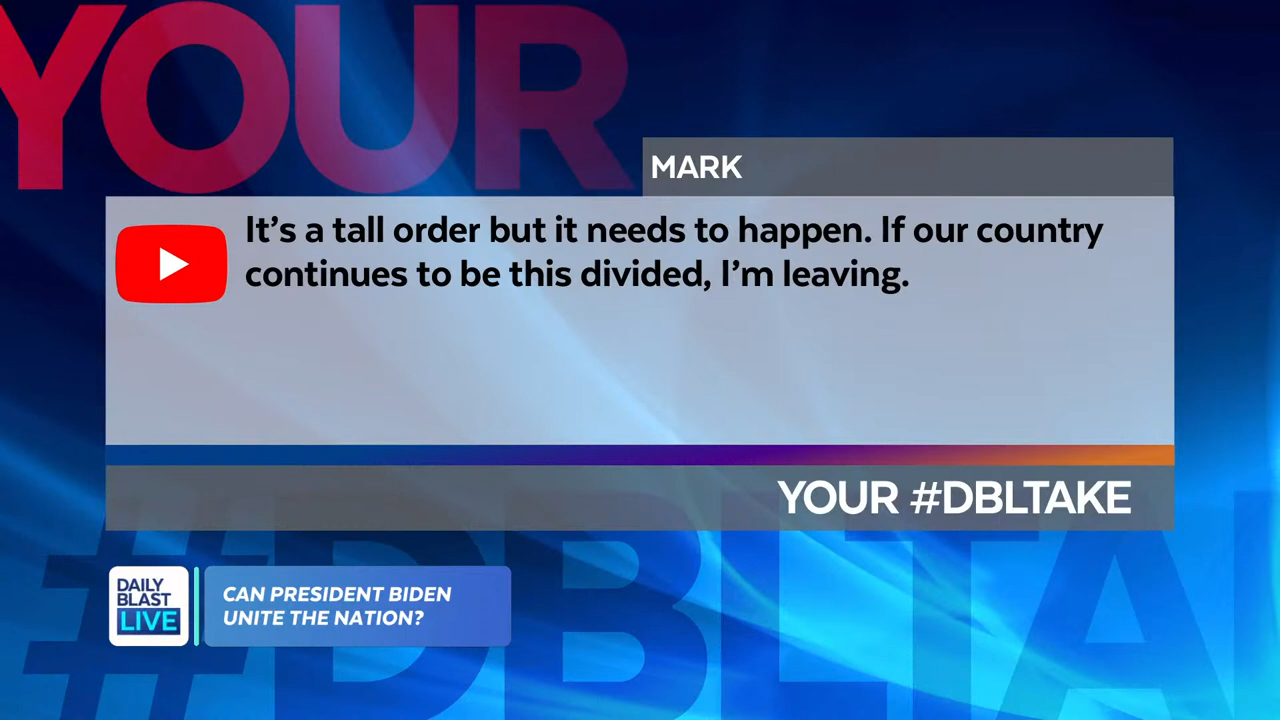 YOUR
MARK
It's a tall order but it needs to happen. If our country
continues to be this divided, I'm leaving.
YOUR #DBLTAKE
#DBLTA
DAILY
BLAST
LIVE
CAN PRESIDENT BIDEN
UNITE THE NATION?